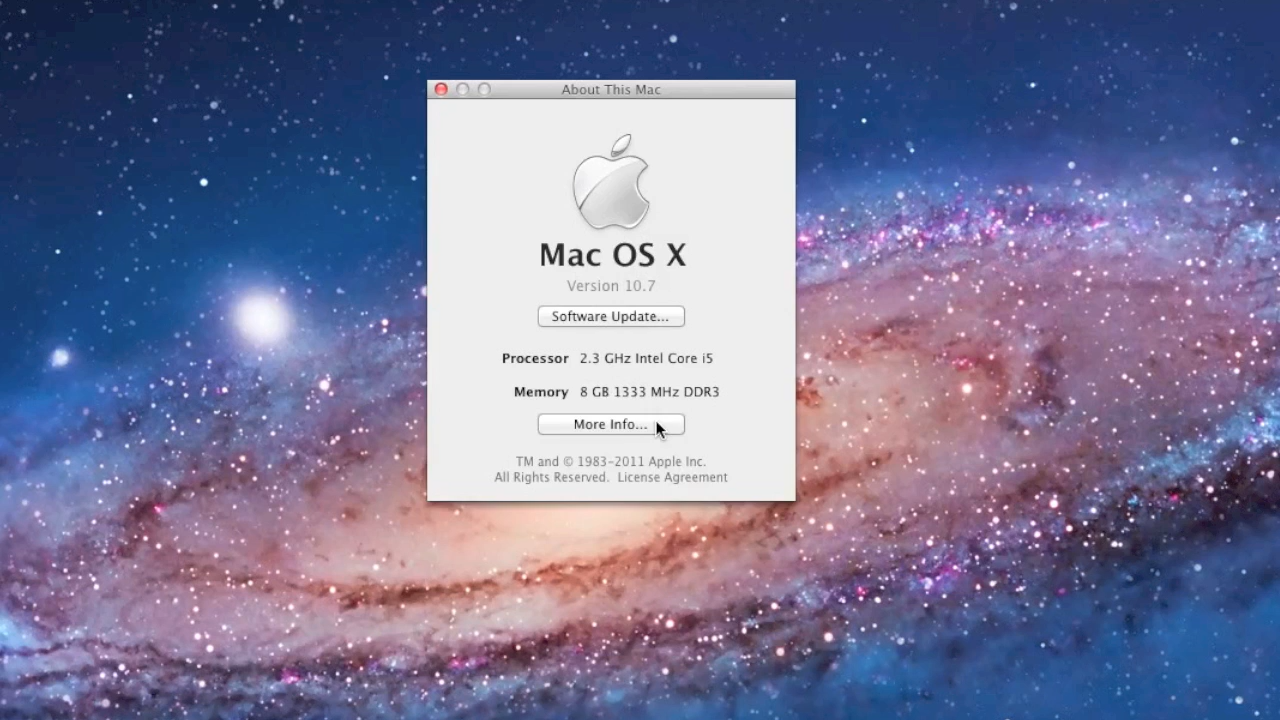 About This Mac
Mac OS X
Version 10.7
Software Update...
Processor 2.3 GHz Intel Core i5
Memory 8 GB 1333 MHz DDR3
More Info...
TM and © 1983–2011 Apple Inc.
All Rights Reserved. License Agreement